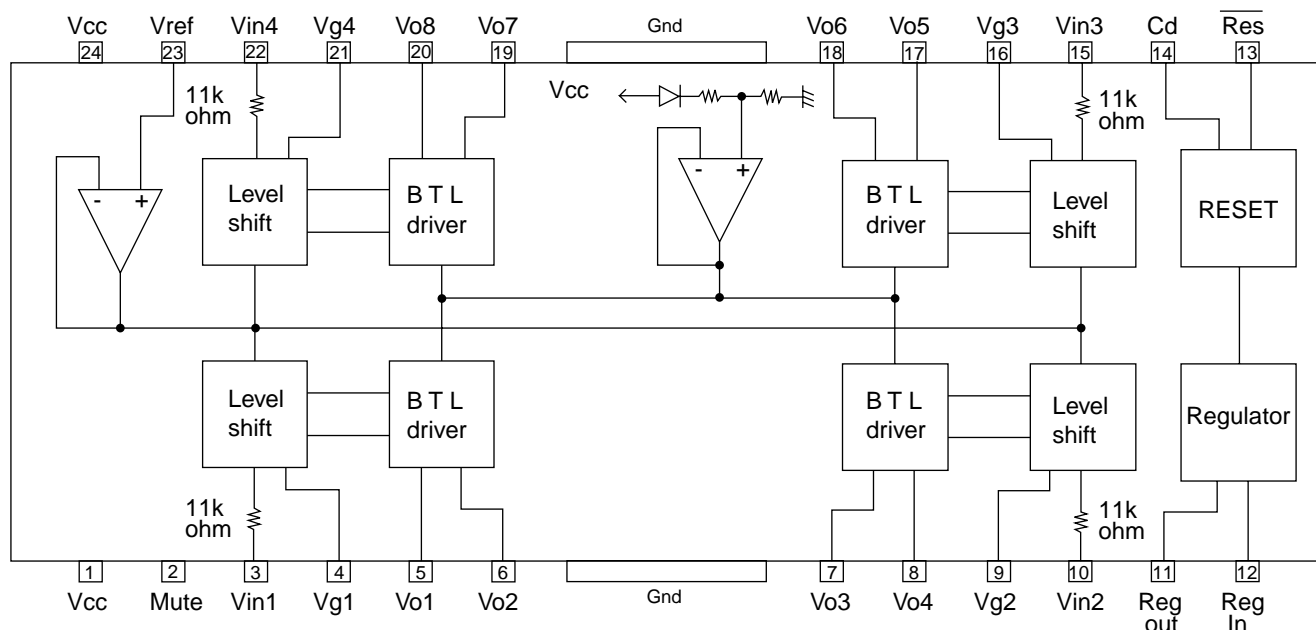 Vcc Vref Vin4 Vg4 Vo8 Vo7 Gnd Vo6 Vo5 Vg3 Vin3 Cd Res
24 23 22 21 20 19 18 17 16 15 14 13
11k
ohm
Vcc
11k
ohm
- +
Level
shift
B T L
driver
- +
B T L
driver
Level
shift
RESET
Level
shift
B T L
driver
B T L
driver
Level
shift
Regulator
11k
ohm
11k
ohm
1 2 3 4 5 6 7 8 9 10 11 12
Vcc Mute Vin1 Vg1 Vo1 Vo2 Gnd Vo3 Vo4 Vg2 Vin2 Reg Reg
out In